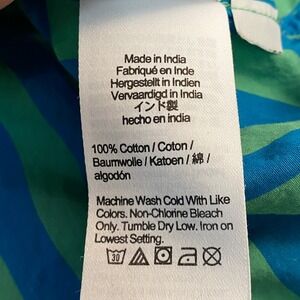 Made in India
Fabriqué en Inde
Hergestellt in Indien
Vervaardigd in India
インド製
hecho en india
100% Cotton / Coton /
Baumwolle / Katoen / 綿 /
algodón
Machine Wash Cold With Like
Colors. Non-Chlorine Bleach
Only. Tumble Dry Low. Iron on
Lowest Setting.
30